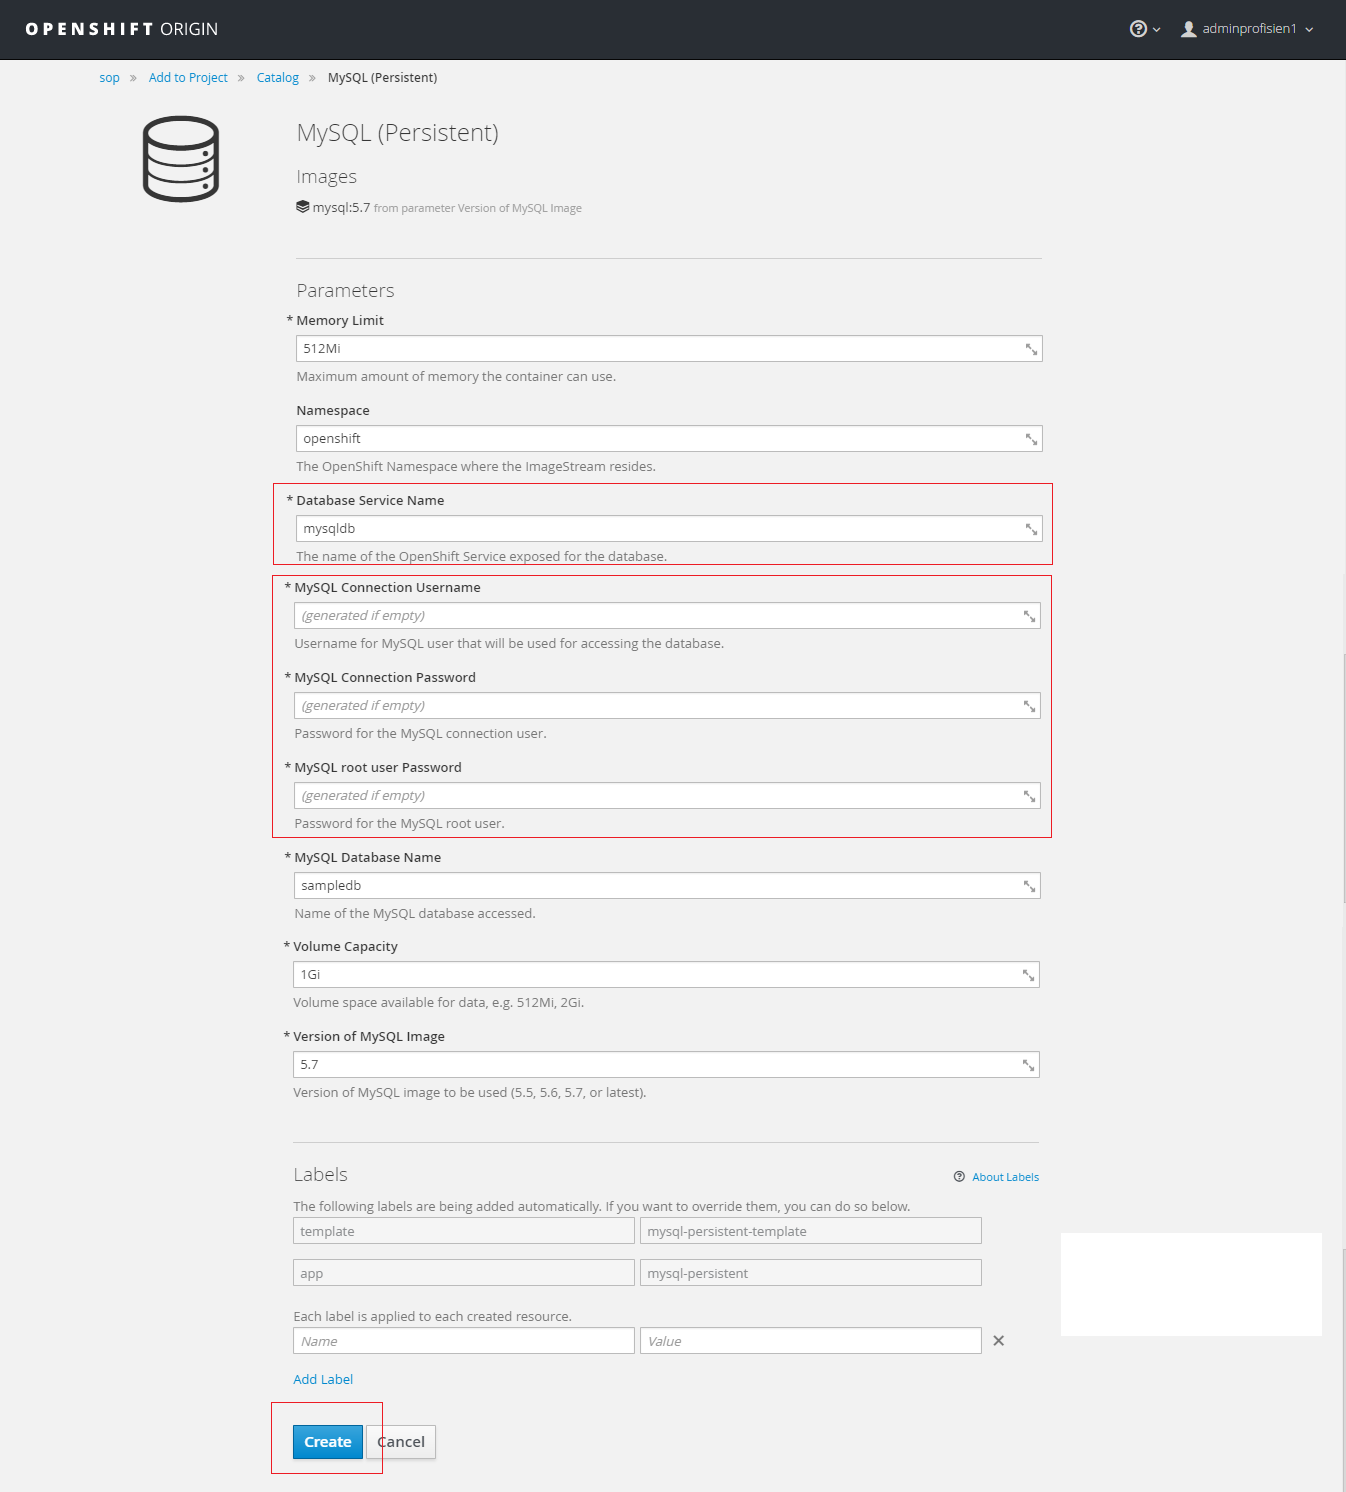 OPENSHIFT ORIGIN
adminprofisien1
sop » Add to Project » Catalog » MySQL (Persistent)
MySQL (Persistent)
Images
mysql:5.7 from parameter Version of MySQL Image
Parameters
* Memory Limit
512Mi
Maximum amount of memory the container can use.
Namespace
openshift
The OpenShift Namespace where the ImageStream resides.
* Database Service Name
mysqldb
The name of the OpenShift Service exposed for the database.
* MySQL Connection Username
(generated if empty)
Username for MySQL user that will be used for accessing the database.
* MySQL Connection Password
(generated if empty)
Password for the MySQL connection user.
* MySQL root user Password
(generated if empty)
Password for the MySQL root user.
* MySQL Database Name
sampledb
Name of the MySQL database accessed.
* Volume Capacity
1Gi
Volume space available for data, e.g. 512Mi, 2Gi.
* Version of MySQL Image
5.7
Version of MySQL image to be used (5.5, 5.6, 5.7, or latest).
Labels
About Labels
The following labels are being added automatically. If you want to override them, you can do so below.
template mysql-persistent-template
app mysql-persistent
Each label is applied to each created resource.
Name Value
Add Label
Create Cancel